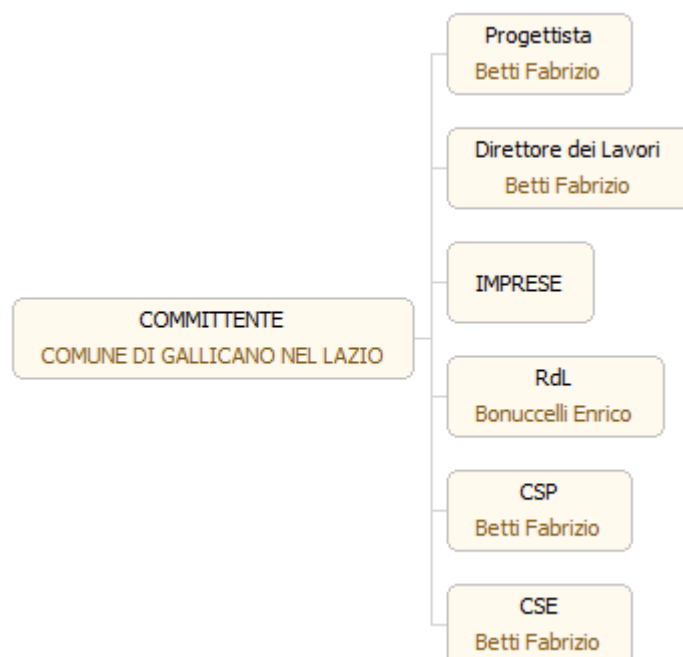 Progettista
Betti Fabrizio
Direttore dei Lavori
Betti Fabrizio
IMPRESE
COMMITTENTE
COMUNE DI GALLICANO NEL LAZIO
RdL
Bonuccelli Enrico
CSP
Betti Fabrizio
CSE
Betti Fabrizio